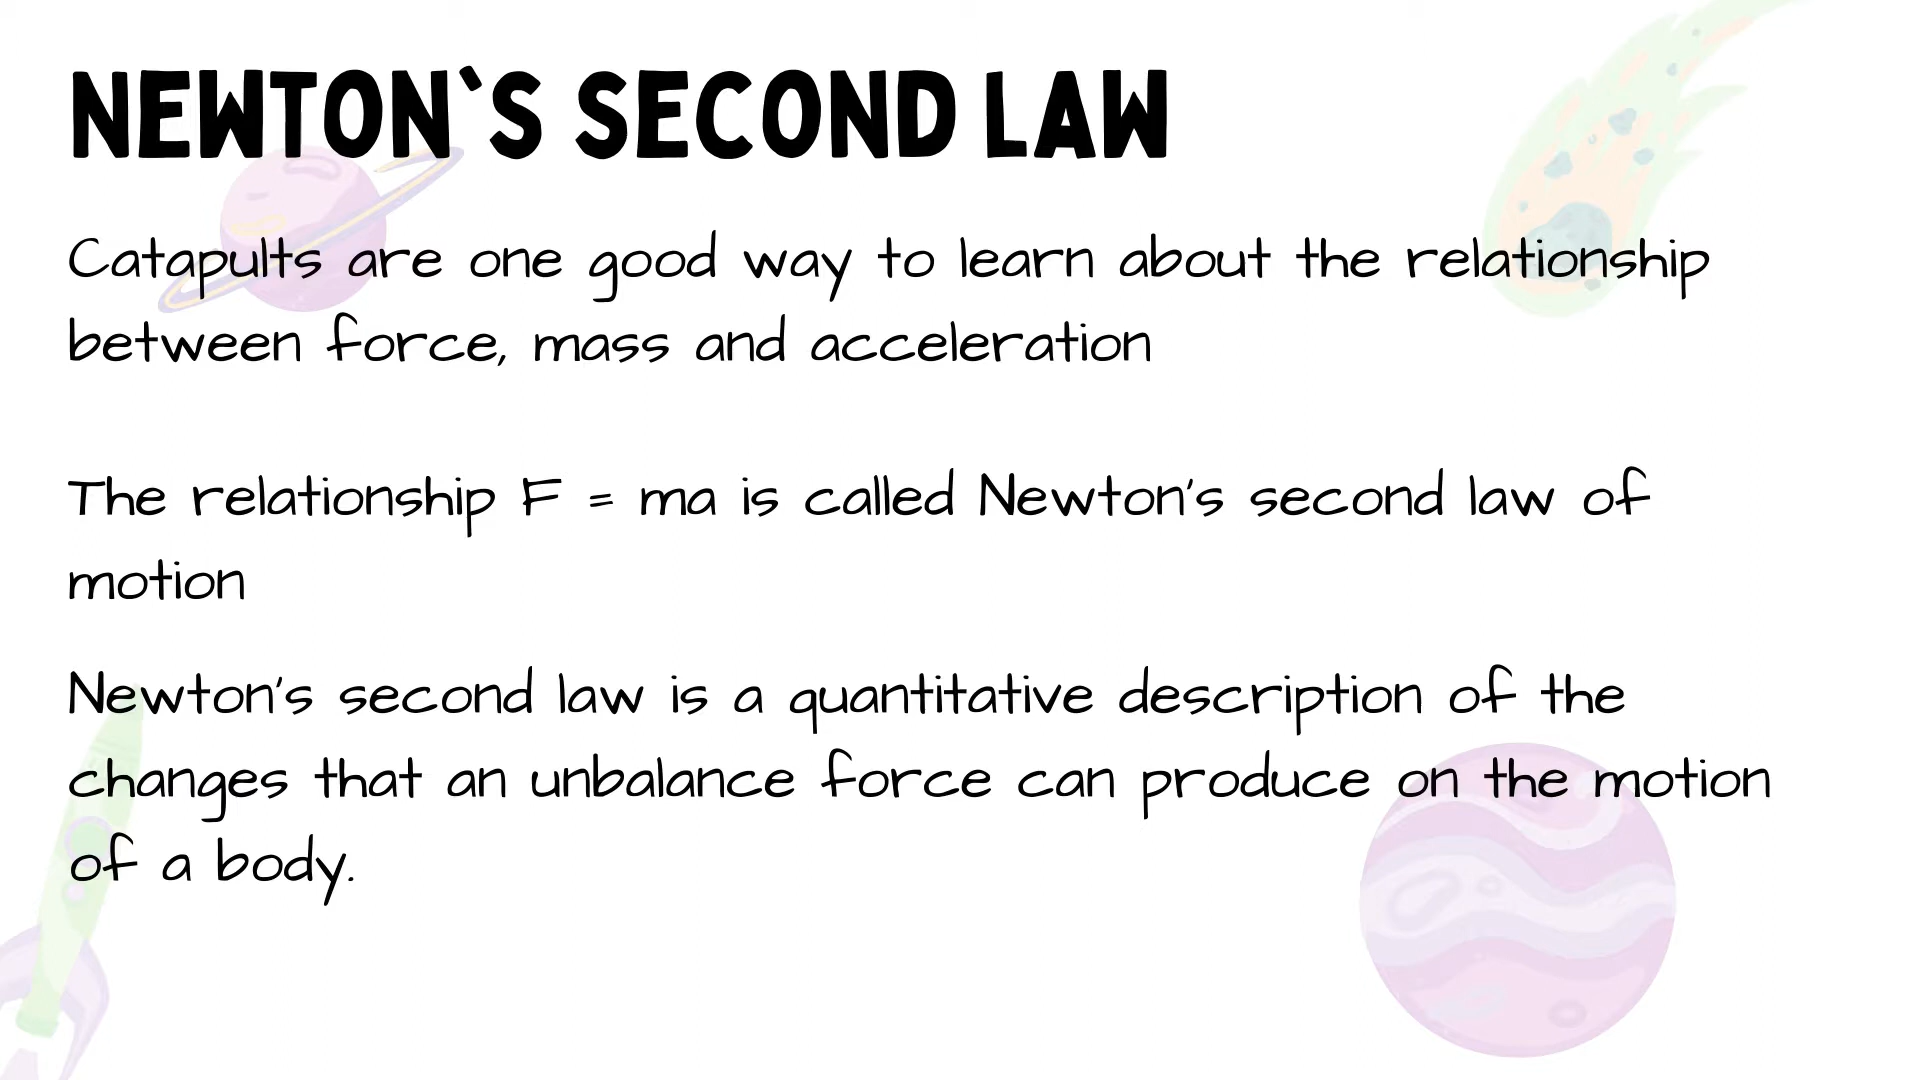 NEWTON'S SECOND LAW
Catapults are one good way to learn about the relationship
between force, mass and acceleration
The relationship F = ma is called Newton's second law of
motion
Newton's second law is a quantitative description of the
changes that an unbalance force can produce on the motion
of a body.